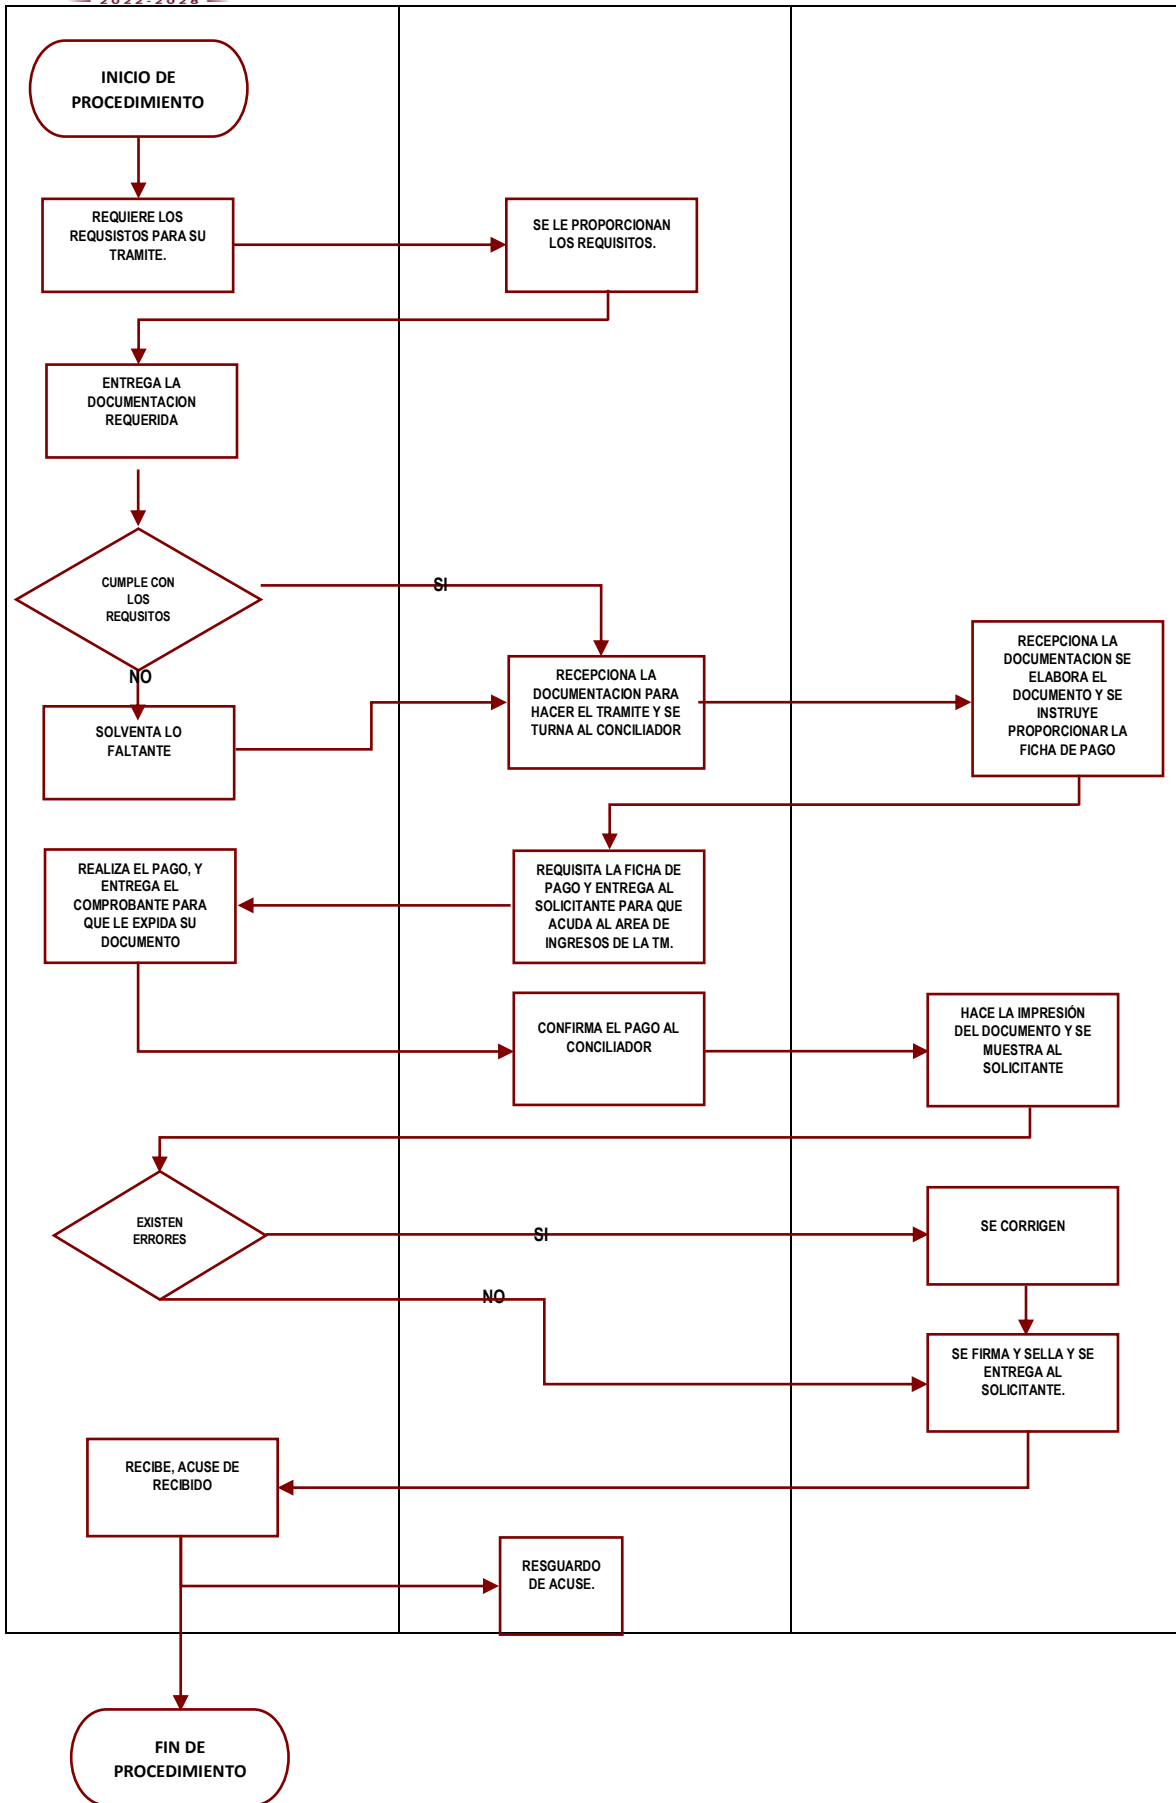 2022-2028
INICIO DE
PROCEDIMIENTO
REQUIERE LOS
REQUSISTOS PARA SU
TRAMITE.
SE LE PROPORCIONAN
LOS REQUISITOS.
ENTREGA LA
DOCUMENTACION
REQUERIDA
CUMPLE CON
LOS
REQUSITOS
SI
NO
RECEPCIONA LA
DOCUMENTACION PARA
HACER EL TRAMITE Y SE
TURNA AL CONCILIADOR
RECEPCIONA LA
DOCUMENTACION SE
ELABORA EL
DOCUMENTO Y SE
INSTRUYE
PROPORCIONAR LA
FICHA DE PAGO
SOLVENTA LO
FALTANTE
REALIZA EL PAGO, Y
ENTREGA EL
COMPROBANTE PARA
QUE LE EXPIDA SU
DOCUMENTO
REQUISITA LA FICHA DE
PAGO Y ENTREGA AL
SOLICITANTE PARA QUE
ACUDA AL AREA DE
INGRESOS DE LA TM.
CONFIRMA EL PAGO AL
CONCILIADOR
HACE LA IMPRESIÓN
DEL DOCUMENTO Y SE
MUESTRA AL
SOLICITANTE
EXISTEN
ERRORES
SI
SE CORRIGEN
NO
SE FIRMA Y SELLA Y SE
ENTREGA AL
SOLICITANTE.
RECIBE, ACUSE DE
RECIBIDO
RESGUARDO
DE ACUSE.
FIN DE
PROCEDIMIENTO